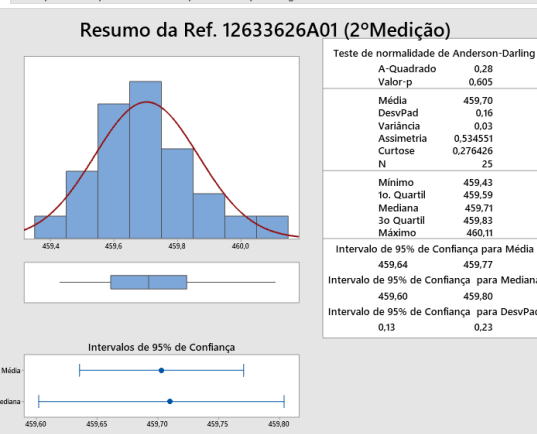 Resumo da Ref. 12633626A01 (2ºMedição)
Teste de normalidade de Anderson-Darling
A-Quadrado 0,28
Valor-p 0,605
Média 459,70
DesvPad 0,16
Variância 0,03
Assimetria 0,534551
Curtose 0,276426
N 25
Mínimo 459,43
1o. Quartil 459,59
Mediana 459,71
3o Quartil 459,83
Máximo 460,11
Intervalo de 95% de Confiança para Média
459,64 459,77
Intervalo de 95% de Confiança para Mediana
459,60 459,80
Intervalo de 95% de Confiança para DesvPad
0,13 0,23
459,4 459,6 459,8 460,0
Intervalos de 95% de Confiança
Média
ediana
459,60 459,65 459,70 459,75 459,80